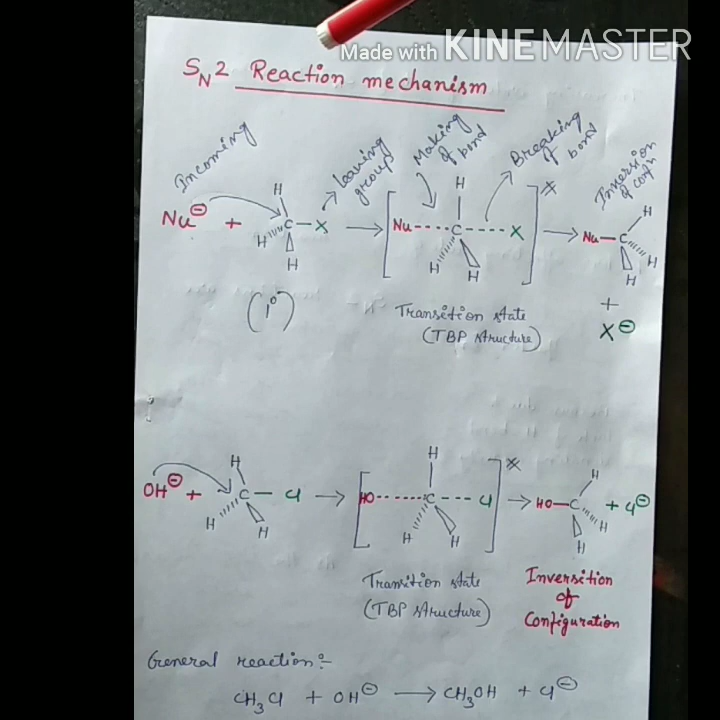 Made with KINEMASTER
SN2 Reaction mechanism
Incoming
Leaving group
Making of bond
Breaking of bond
Inversion of confn
H
Nu⊖ + C–X → [Nu----C----X]‡ → Nu–C
H
H
H
H
H
H
H
H
(1°)
Transition state
(TBP structure)
+
X⊖
H
H
H
OH⊖ + C – Cl → [HO------C---Cl]‡ → HO–C + Cl⊖
H
H
H
H
H
H
Transition state
(TBP structure)
Inversition
of
Configuration
General reaction:-
CH3Cl + OH⊖ → CH3OH + Cl⊖